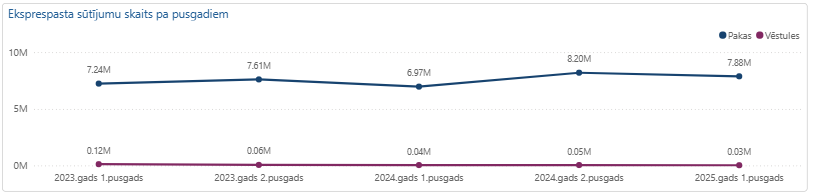 Eksprespasta sūtījumu skaits pa pusgadiem
Pakas Vēstules
10M
7.24M 7.61M 6.97M 8.20M 7.88M
5M
0.12M 0.06M 0.04M 0.05M 0.03M
0M
2023.gads 1.pusgads 2023.gads 2.pusgads 2024.gads 1.pusgads 2024.gads 2.pusgads 2025.gads 1.pusgads